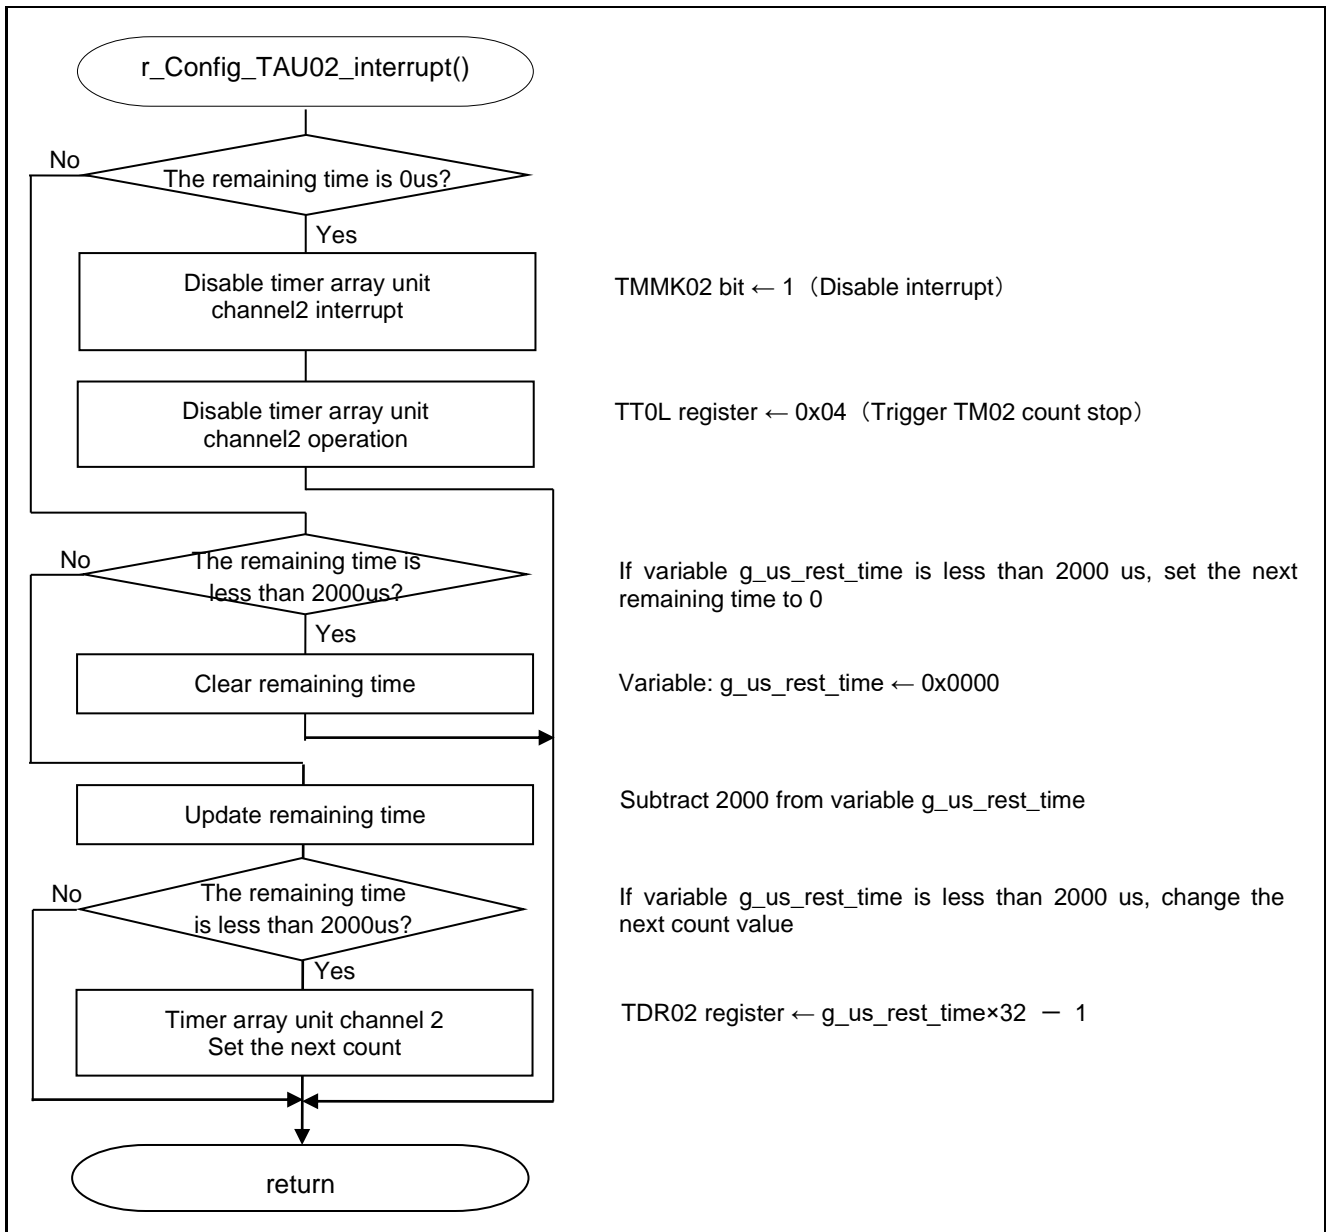 r_Config_TAU02_interrupt()
No
The remaining time is 0us?
Yes
Disable timer array unit
channel2 interrupt
TMMK02 bit ← 1（Disable interrupt）
Disable timer array unit
channel2 operation
TT0L register ← 0x04（Trigger TM02 count stop）
No
The remaining time is
less than 2000us?
If variable g_us_rest_time is less than 2000 us, set the next
remaining time to 0
Yes
Clear remaining time
Variable: g_us_rest_time ← 0x0000
Update remaining time
Subtract 2000 from variable g_us_rest_time
No
The remaining time
is less than 2000us?
If variable g_us_rest_time is less than 2000 us, change the
next count value
Yes
Timer array unit channel 2
Set the next count
TDR02 register ← g_us_rest_time×32 － 1
return